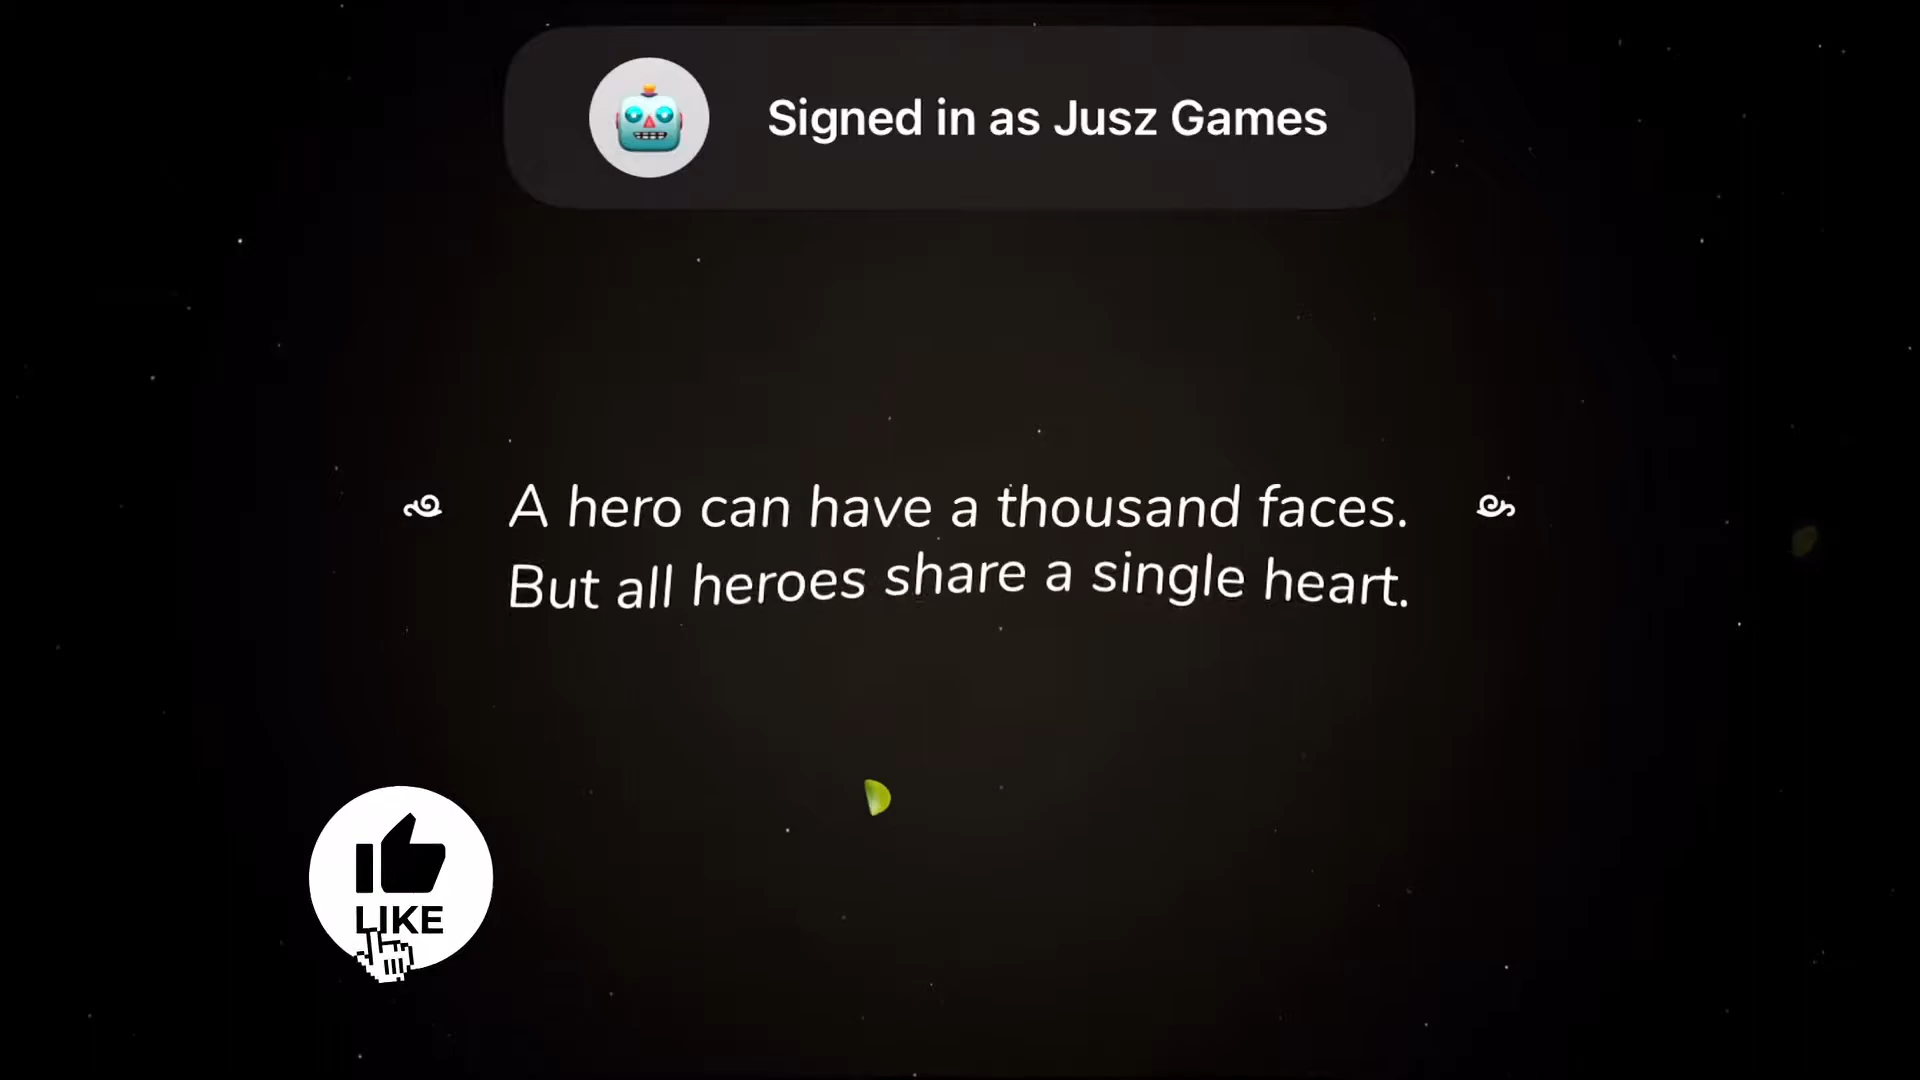 Signed in as Jusz Games
A hero can have a thousand faces.
But all heroes share a single heart.
LIKE